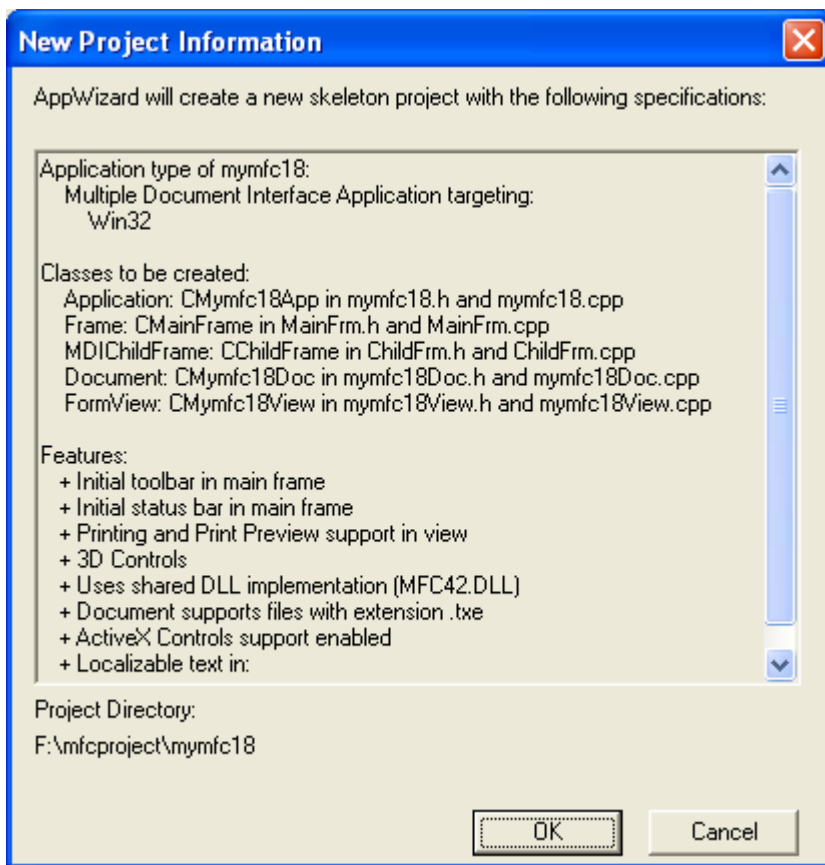 New Project Information
AppWizard will create a new skeleton project with the following specifications:
Application type of mymfc18:
Multiple Document Interface Application targeting:
Win32
Classes to be created:
Application: CMymfc18App in mymfc18.h and mymfc18.cpp
Frame: CMainFrame in MainFrm.h and MainFrm.cpp
MDIChildFrame: CChildFrame in ChildFrm.h and ChildFrm.cpp
Document: CMymfc18Doc in mymfc18Doc.h and mymfc18Doc.cpp
FormView: CMymfc18View in mymfc18View.h and mymfc18View.cpp
Features:
+ Initial toolbar in main frame
+ Initial status bar in main frame
+ Printing and Print Preview support in view
+ 3D Controls
+ Uses shared DLL implementation (MFC42.DLL)
+ Document supports files with extension .txe
+ ActiveX Controls support enabled
+ Localizable text in:
Project Directory:
F:\mfcproject\mymfc18
OK
Cancel